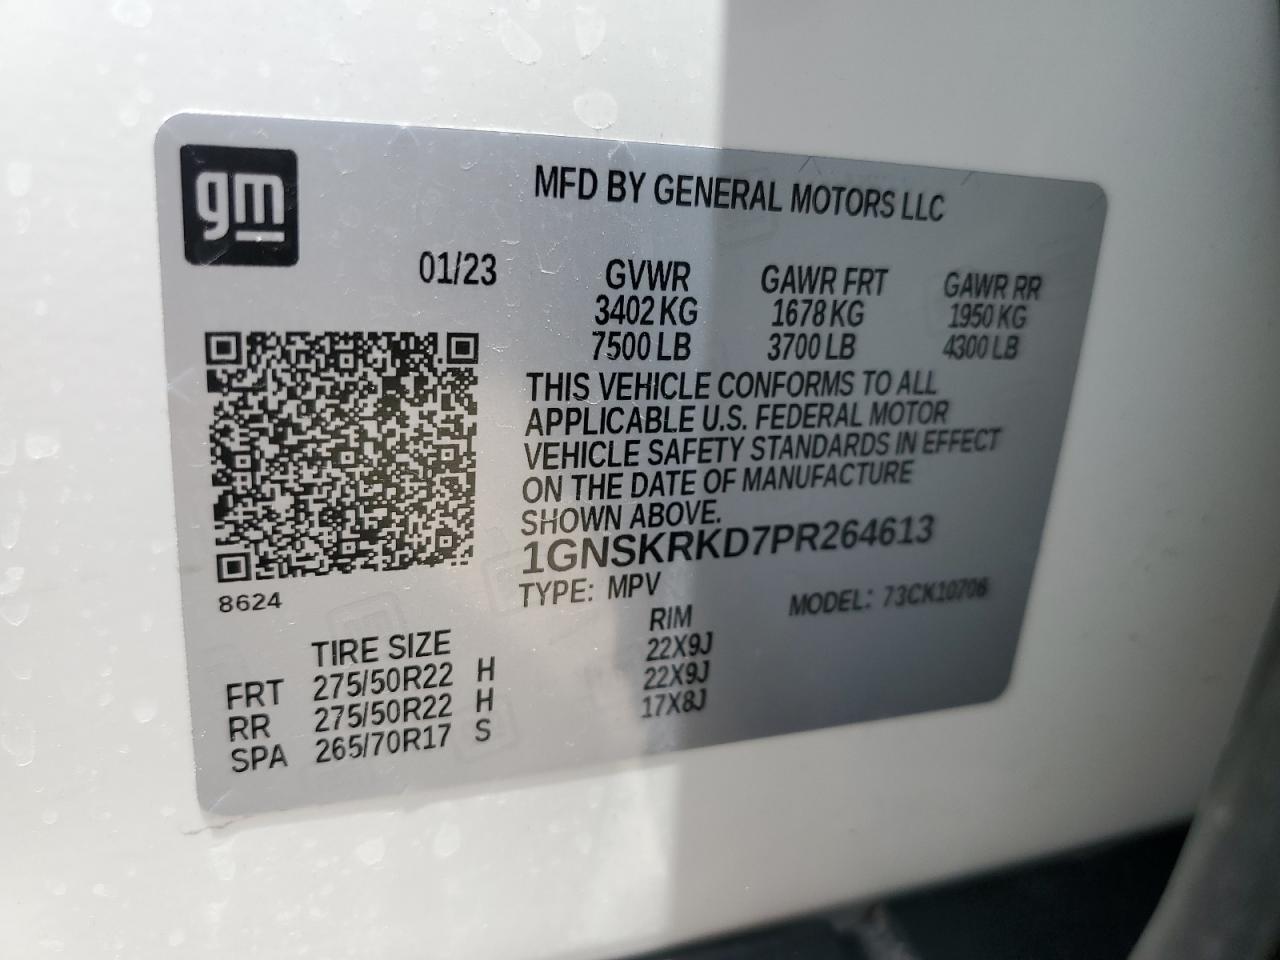 gm
MFD BY GENERAL MOTORS LLC
01/23
GVWR GAWR FRT GAWR RR
3402 KG 1678 KG 1950 KG
7500 LB 3700 LB 4300 LB
THIS VEHICLE CONFORMS TO ALL
APPLICABLE U.S. FEDERAL MOTOR
VEHICLE SAFETY STANDARDS IN EFFECT
ON THE DATE OF MANUFACTURE
SHOWN ABOVE.
1GNSKRKD7PR264613
TYPE: MPV MODEL: 73CK10706
8624
TIRE SIZE RIM
FRT 275/50R22 H 22X9J
RR 275/50R22 H 22X9J
SPA 265/70R17 S 17X8J